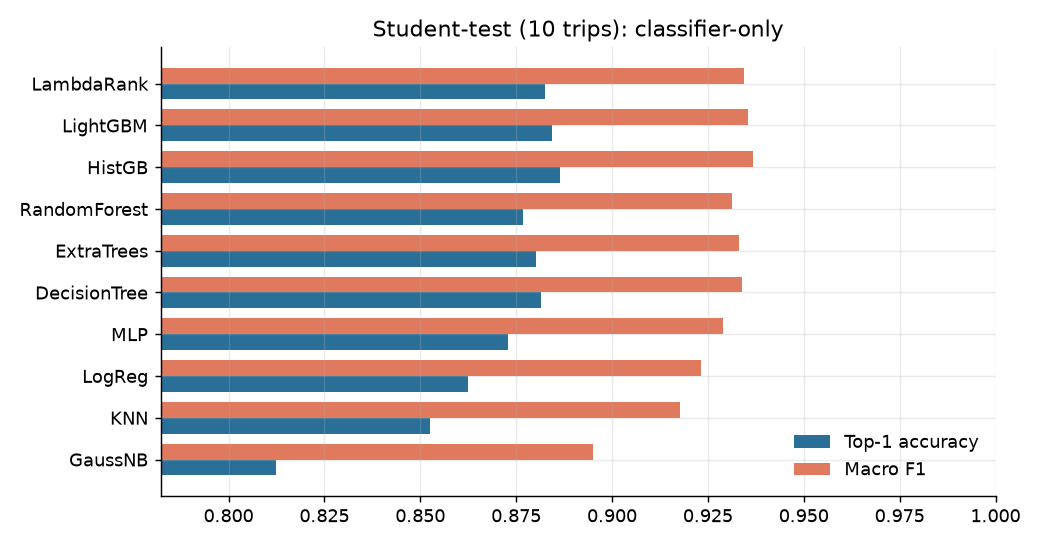 Student-test (10 trips): classifier-only
LambdaRank
LightGBM
HistGB
RandomForest
ExtraTrees
DecisionTree
MLP
LogReg
KNN
GaussNB
Top-1 accuracy
Macro F1
0.800 0.825 0.850 0.875 0.900 0.925 0.950 0.975 1.000